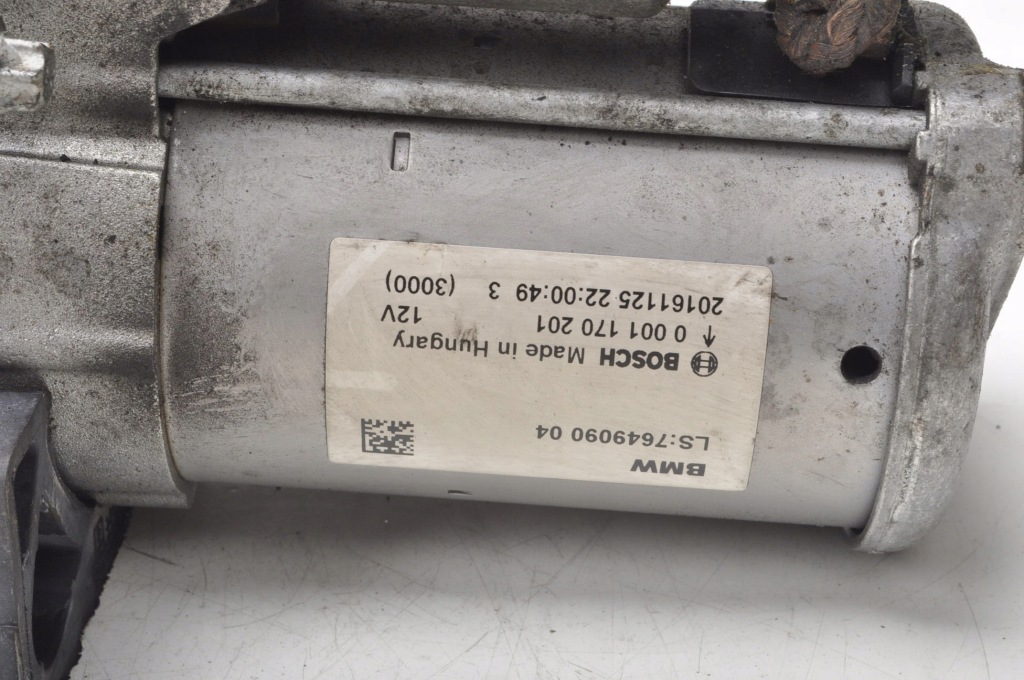 BMW
LS:7649090 04
BOSCH Made in Hungary
↑ 0 001 170 201 12V
20161125 22:00:49 3 (3000)